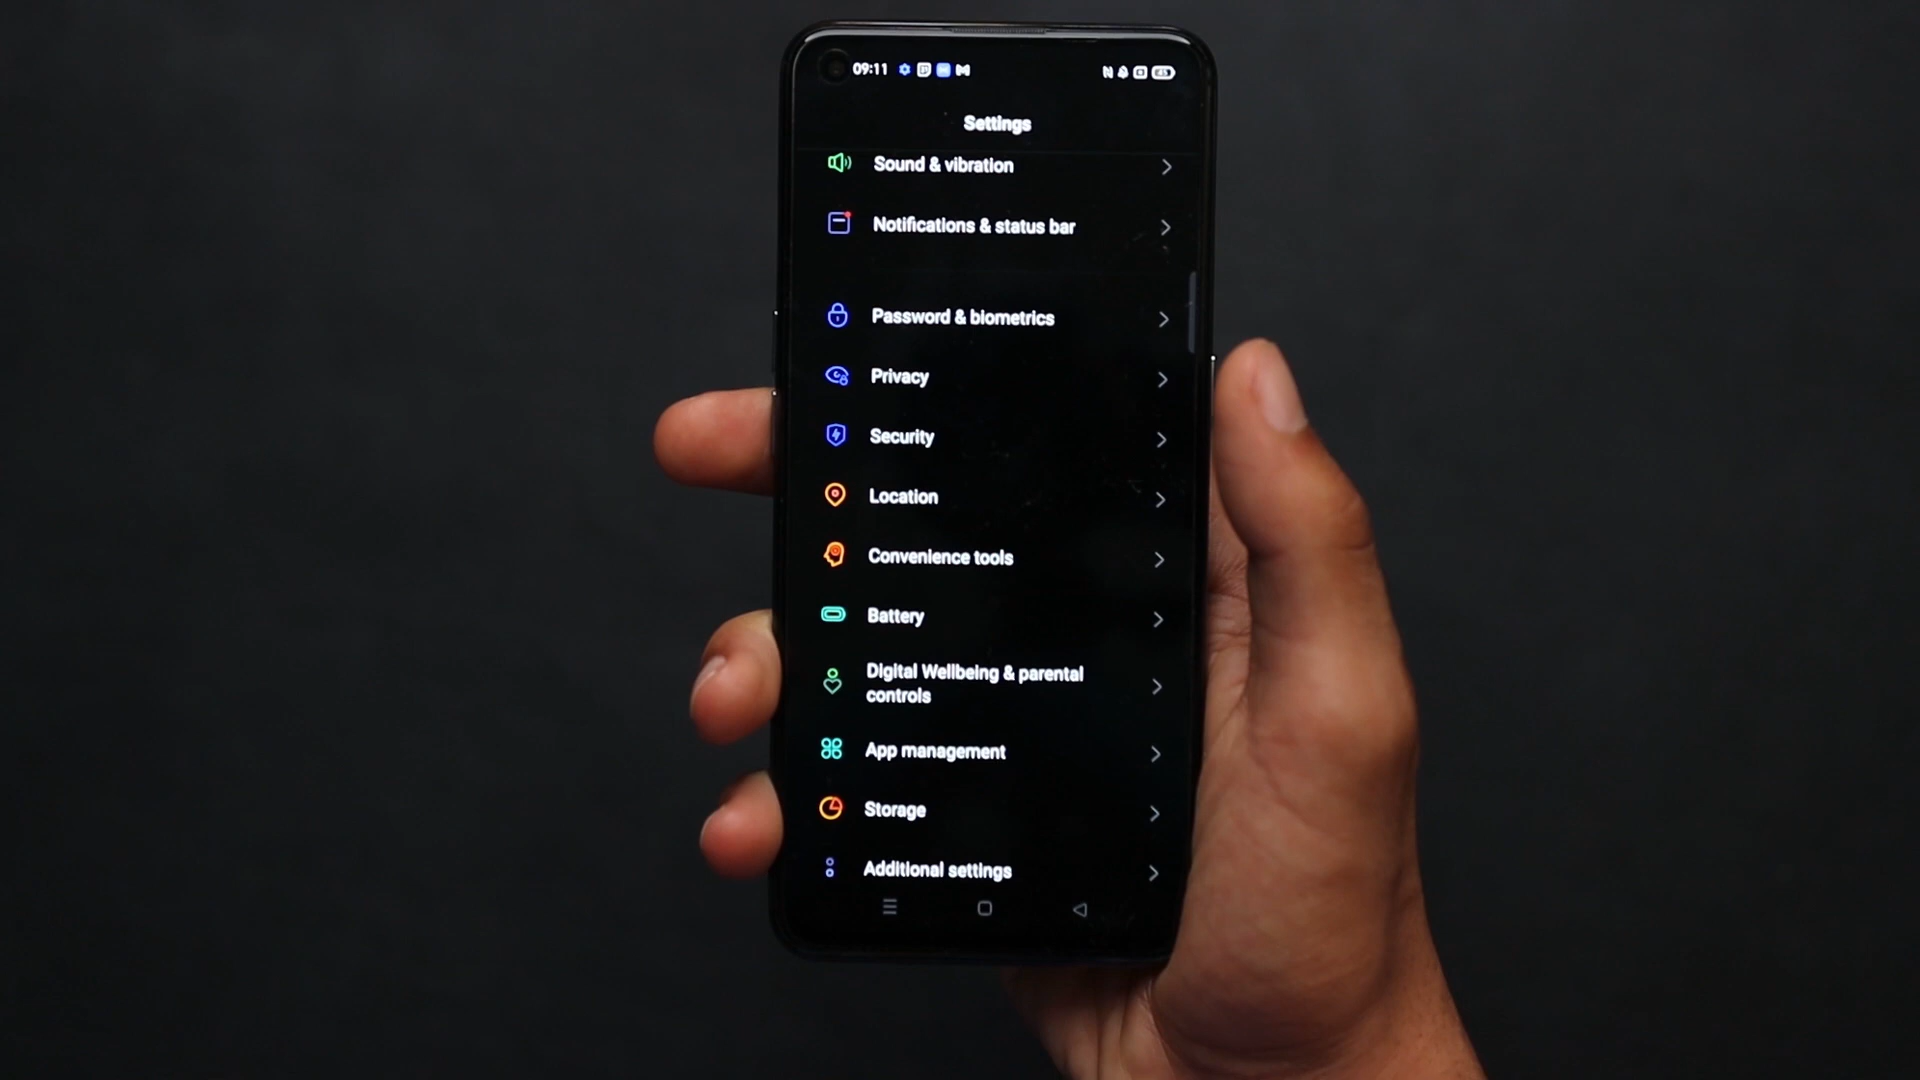 09:11
Settings
Sound & vibration
Notifications & status bar
Password & biometrics
Privacy
Security
Location
Convenience tools
Battery
Digital Wellbeing & parental
controls
App management
Storage
Additional settings